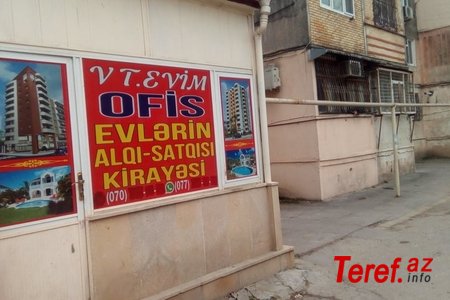 V T.EVİM
OFİS
EVLəRİN
ALQI-SATQISI
KİRAYəSİ
(070) (077)
Teref.az
info